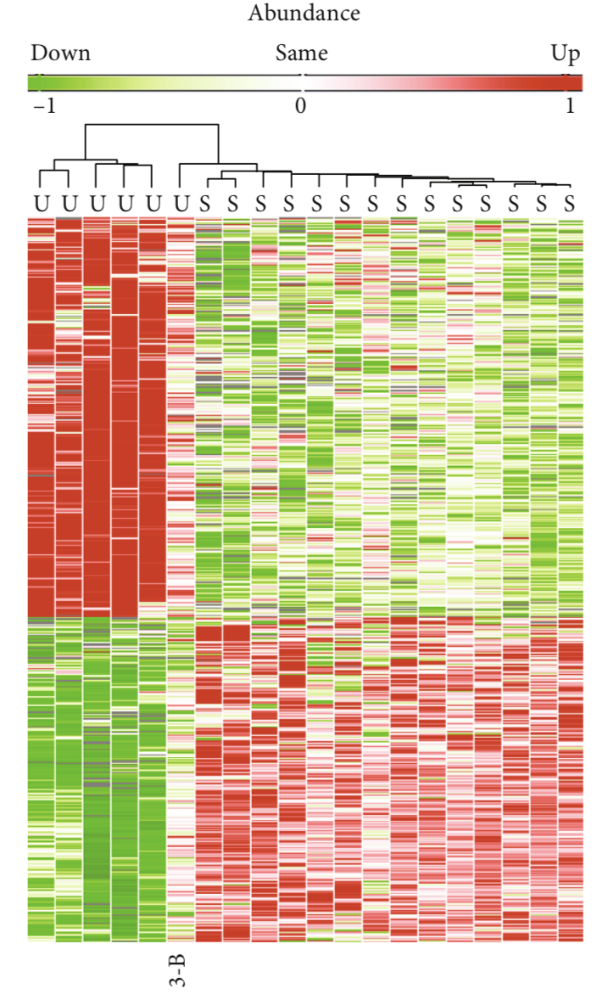 Abundance
Down Same Up
–1 0 1
U U U U U U S S S S S S S S S S S S S S
3-B